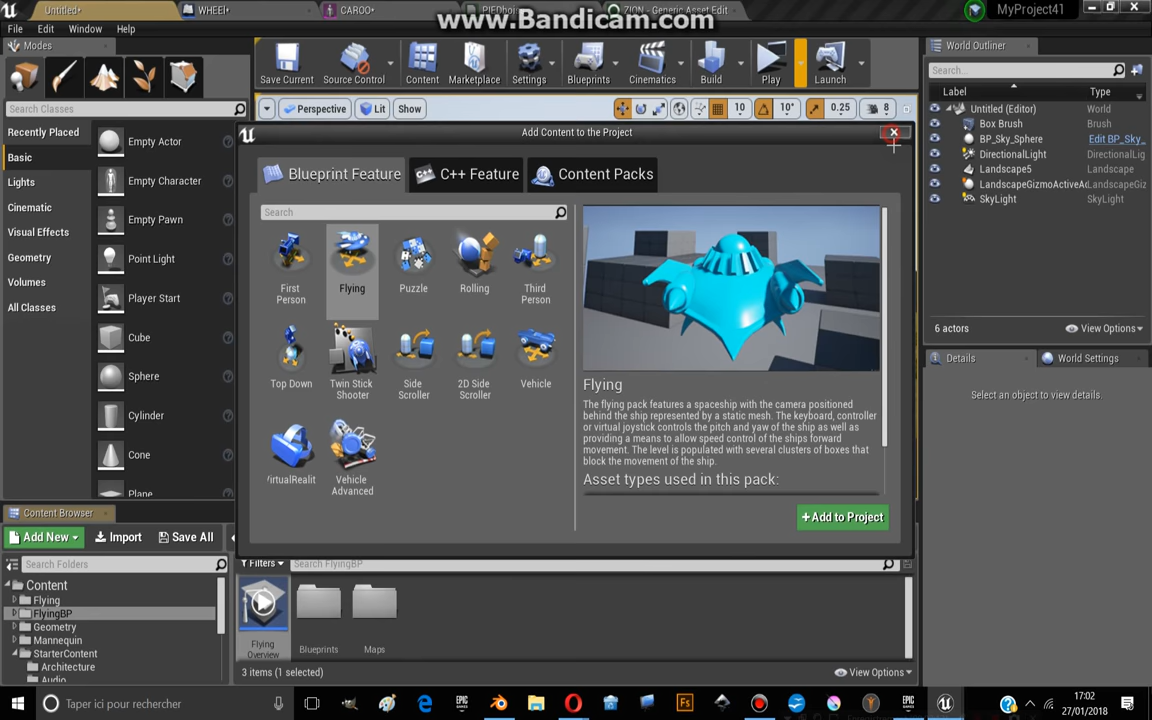 www.Bandicam.com
Untitled*
WHEEL*
CAROO*
ZION - Generic Asset Edit
MyProject41
File
Edit
Window
Help
Modes
Search Classes
Recently Placed
Basic
Lights
Cinematic
Visual Effects
Geometry
Volumes
All Classes
Empty Actor
Empty Character
Empty Pawn
Point Light
Player Start
Cube
Sphere
Cylinder
Cone
Plane
Save Current
Source Control
Content
Marketplace
Settings
Blueprints
Cinematics
Build
Play
Launch
Perspective
Lit
Show
10
10°
0.25
8
Add Content to the Project
Blueprint Feature
C++ Feature
Content Packs
Search
First
Person
Flying
Puzzle
Rolling
Third
Person
Top Down
Twin Stick
Shooter
Side
Scroller
2D Side
Scroller
Vehicle
VirtualRealit
Vehicle
Advanced
Flying
The flying pack features a spaceship with the camera positioned
behind the ship represented by a static mesh. The keyboard, controller
or virtual joystick controls the pitch and yaw of the ship as well as
providing a means to allow speed control of the ships forward
movement. The level is populated with several clusters of boxes that
block the movement of the ship.
Asset types used in this pack:
+Add to Project
World Outliner
Search...
Label
Type
Untitled (Editor)
World
Box Brush
Brush
BP_Sky_Sphere
Edit BP_Sky_
DirectionalLight
DirectionalLig
Landscape5
Landscape
LandscapeGizmoActiveAc
LandscapeGiz
SkyLight
SkyLight
6 actors
View Options
Details
World Settings
Select an object to view details.
Content Browser
Add New
Import
Save All
Search Folders
Content
Flying
FlyingBP
Geometry
Mannequin
StarterContent
Architecture
Audio
Filters
Search FlyingBP
Flying
Overview
Blueprints
Maps
3 items (1 selected)
View Options
Taper ici pour rechercher
17:02
27/01/2018